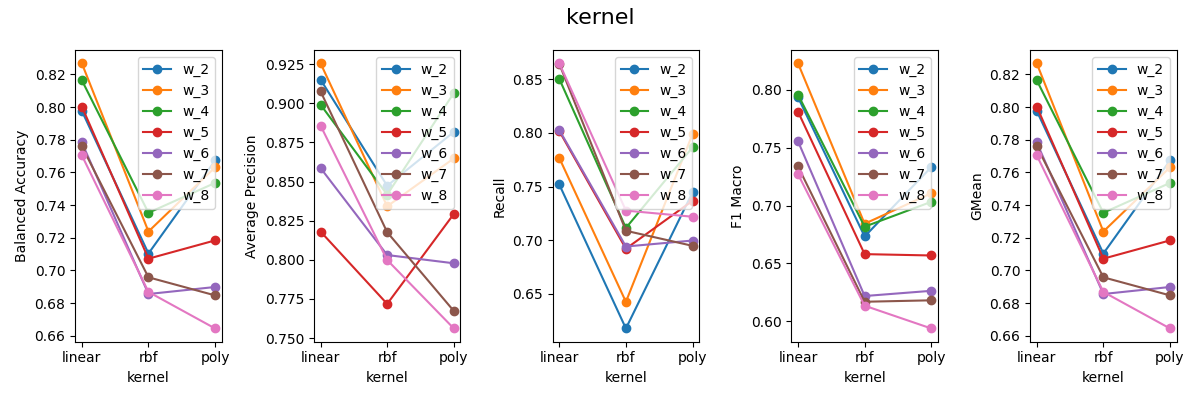 kernel
Balanced Accuracy
0.82
0.80
0.78
0.76
0.74
0.72
0.70
0.68
0.66
linear rbf poly
kernel
w_2
w_3
w_4
w_5
w_6
w_7
w_8
Average Precision
0.925
0.900
0.875
0.850
0.825
0.800
0.775
0.750
linear rbf poly
kernel
w_2
w_3
w_4
w_5
w_6
w_7
w_8
Recall
0.85
0.80
0.75
0.70
0.65
linear rbf poly
kernel
w_2
w_3
w_4
w_5
w_6
w_7
w_8
F1 Macro
0.80
0.75
0.70
0.65
0.60
linear rbf poly
kernel
w_2
w_3
w_4
w_5
w_6
w_7
w_8
GMean
0.82
0.80
0.78
0.76
0.74
0.72
0.70
0.68
0.66
linear rbf poly
kernel
w_2
w_3
w_4
w_5
w_6
w_7
w_8